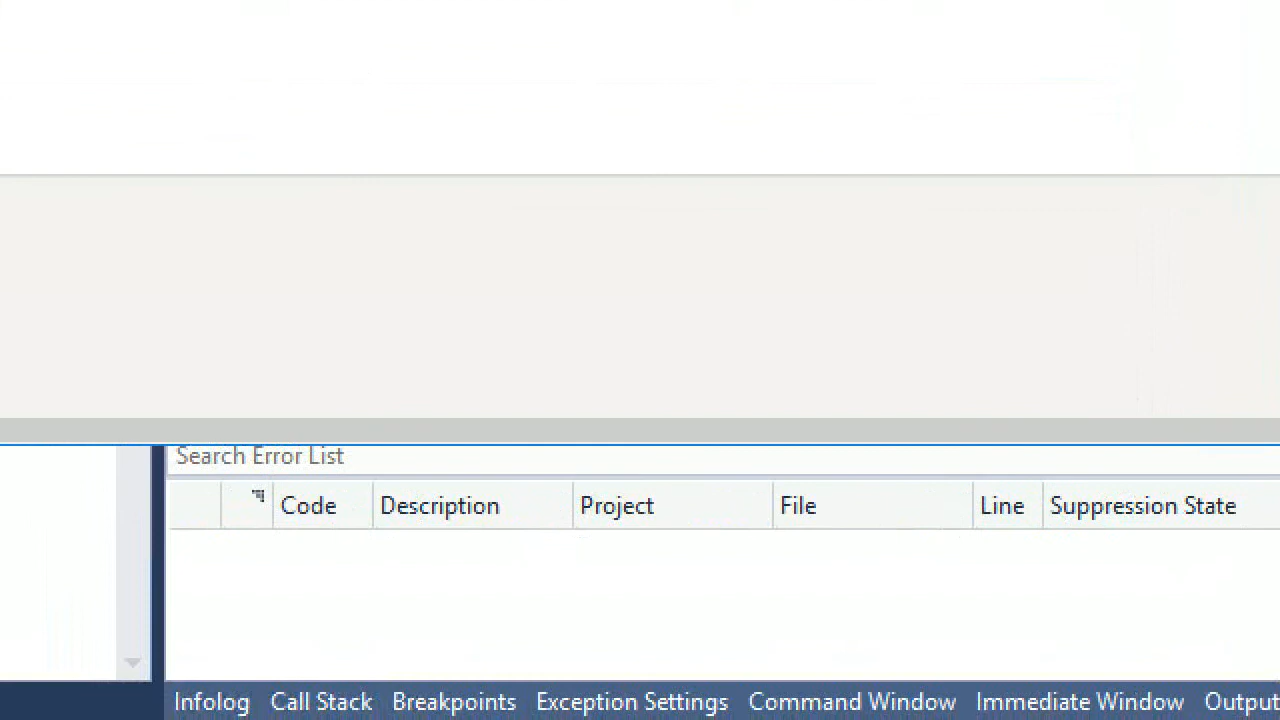 Search Error List
Code Description Project File Line Suppression State
Infolog Call Stack Breakpoints Exception Settings Command Window Immediate Window Output